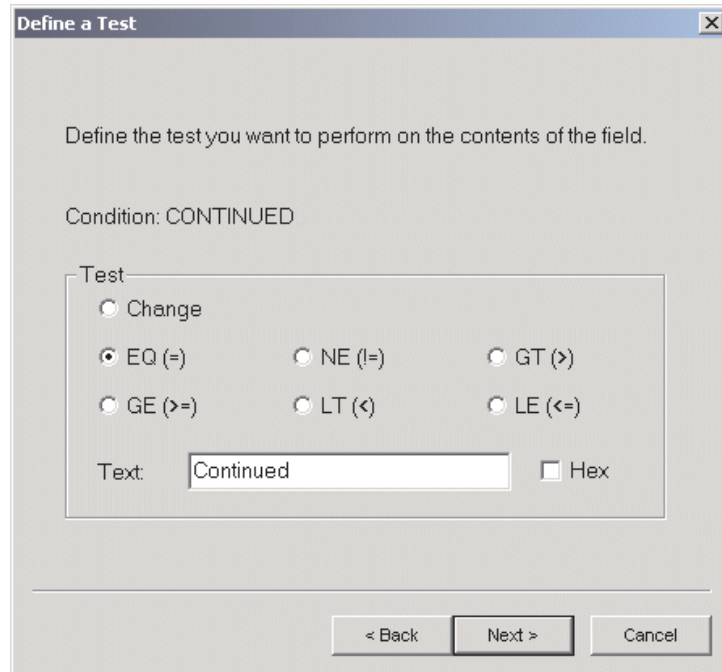 Define a Test
Define the test you want to perform on the contents of the field.
Condition: CONTINUED
Test
Change
EQ (=) NE (!=) GT (>)
GE (>=) LT (<) LE (<=)
Text: Continued Hex
< Back Next > Cancel